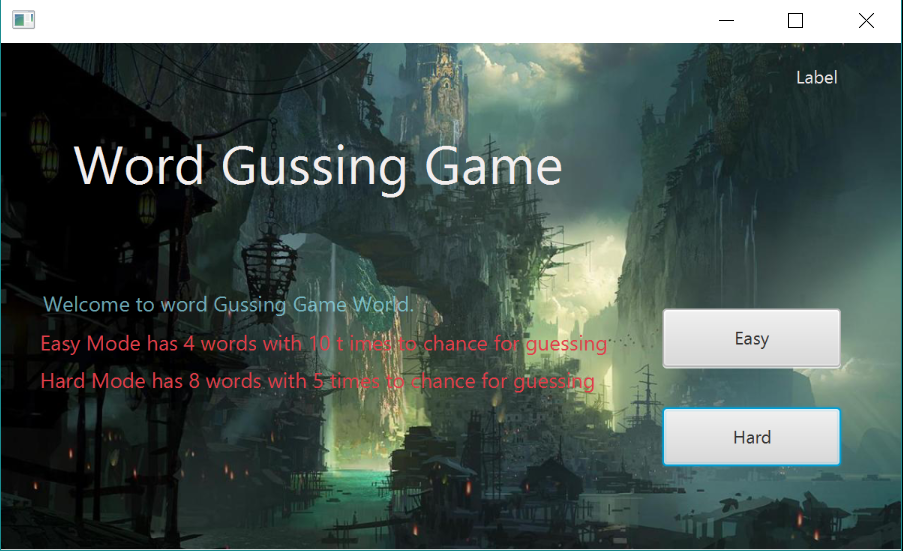 Label
Word Gussing Game
Welcome to word Gussing Game World.
Easy Mode has 4 words with 10 t imes to chance for guessing
Hard Mode has 8 words with 5 times to chance for guessing
Easy
Hard